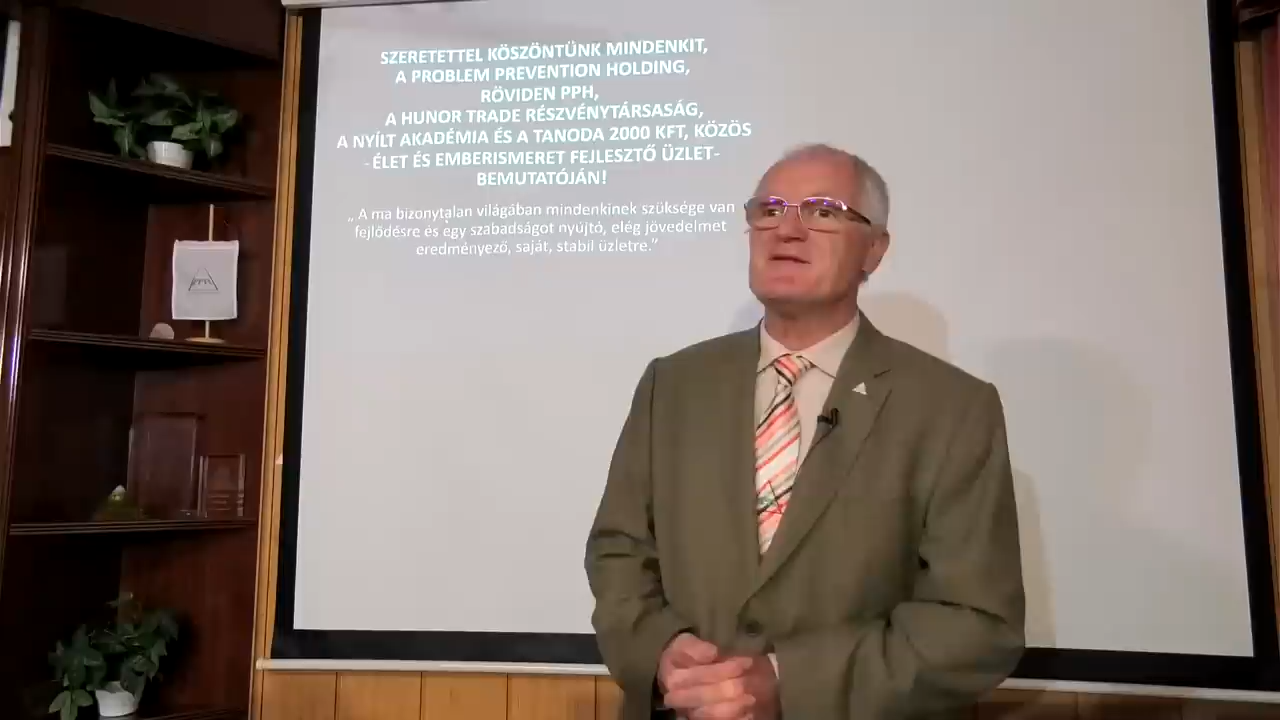 SZERETETTEL KÖSZÖNTÜNK MINDENKIT,
A PROBLEM PREVENTION HOLDING,
RÖVIDEN PPH,
A HUNOR TRADE RÉSZVÉNYTÁRSASÁG,
A NYÍLT AKADÉMIA ÉS A TANODA 2000 KFT, KÖZÖS
-ÉLET ÉS EMBERISMERET FEJLESZTŐ ÜZLET-
BEMUTATÓJÁN!
„ A ma bizonytalan világában mindenkinek szüksége van
fejlődésre és egy szabadságot nyújtó, elég jövedelmet
eredményező, saját, stabil üzletre.”